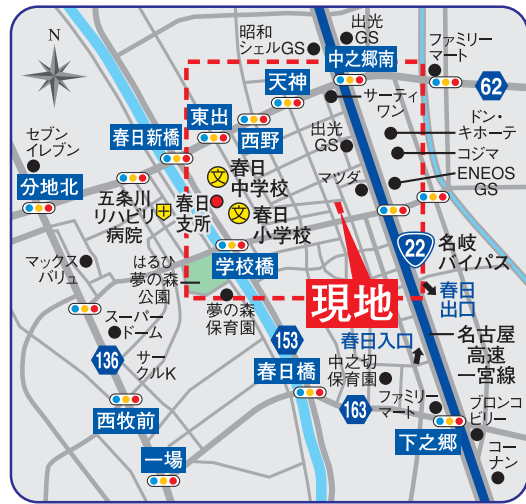 N
昭和
シェルGS
出光
GS
中之郷南
ファミリー
マート
62
天神
サーティ
ワン
東出
西野
セブン
イレブン
春日新橋
出光
GS
ドン・
キホーテ
コジマ
ENEOS
GS
マツダ
分地北
文
春日
中学校
五条川
リハビリ
病院
春日
支所
文
春日
小学校
22
名岐
バイパス
学校橋
マックス
バリュ
はるひ
夢の森
公園
現地
春日
出口
夢の森
保育園
スーパー
ドーム
153
春日入口
名古屋
高速
一宮線
136
サー
クルK
春日橋
中之切
保育園
163
ファミリー
マート
ブロンコ
ビリー
西牧前
下之郷
一場
コー
ナン